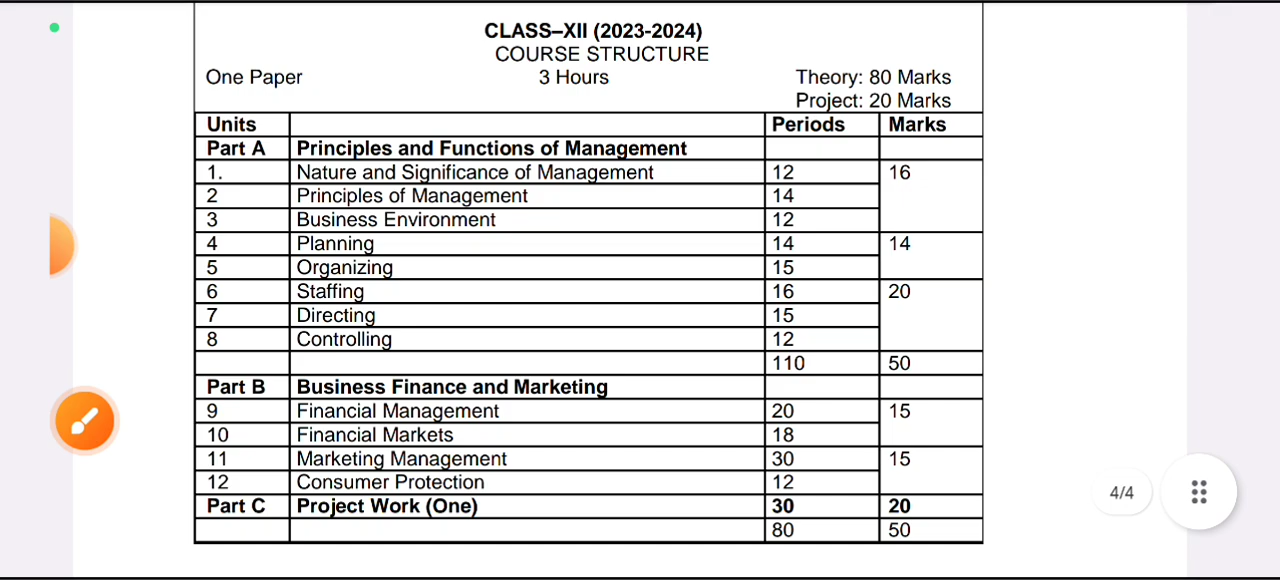 CLASS–XII (2023-2024)
COURSE STRUCTURE
One Paper 3 Hours Theory: 80 Marks
Project: 20 Marks
Units Periods Marks
Part A Principles and Functions of Management
1. Nature and Significance of Management 12 16
2 Principles of Management 14
3 Business Environment 12
4 Planning 14 14
5 Organizing 15
6 Staffing 16 20
7 Directing 15
8 Controlling 12
110 50
Part B Business Finance and Marketing
9 Financial Management 20 15
10 Financial Markets 18
11 Marketing Management 30 15
12 Consumer Protection 12
Part C Project Work (One) 30 20
80 50
4/4